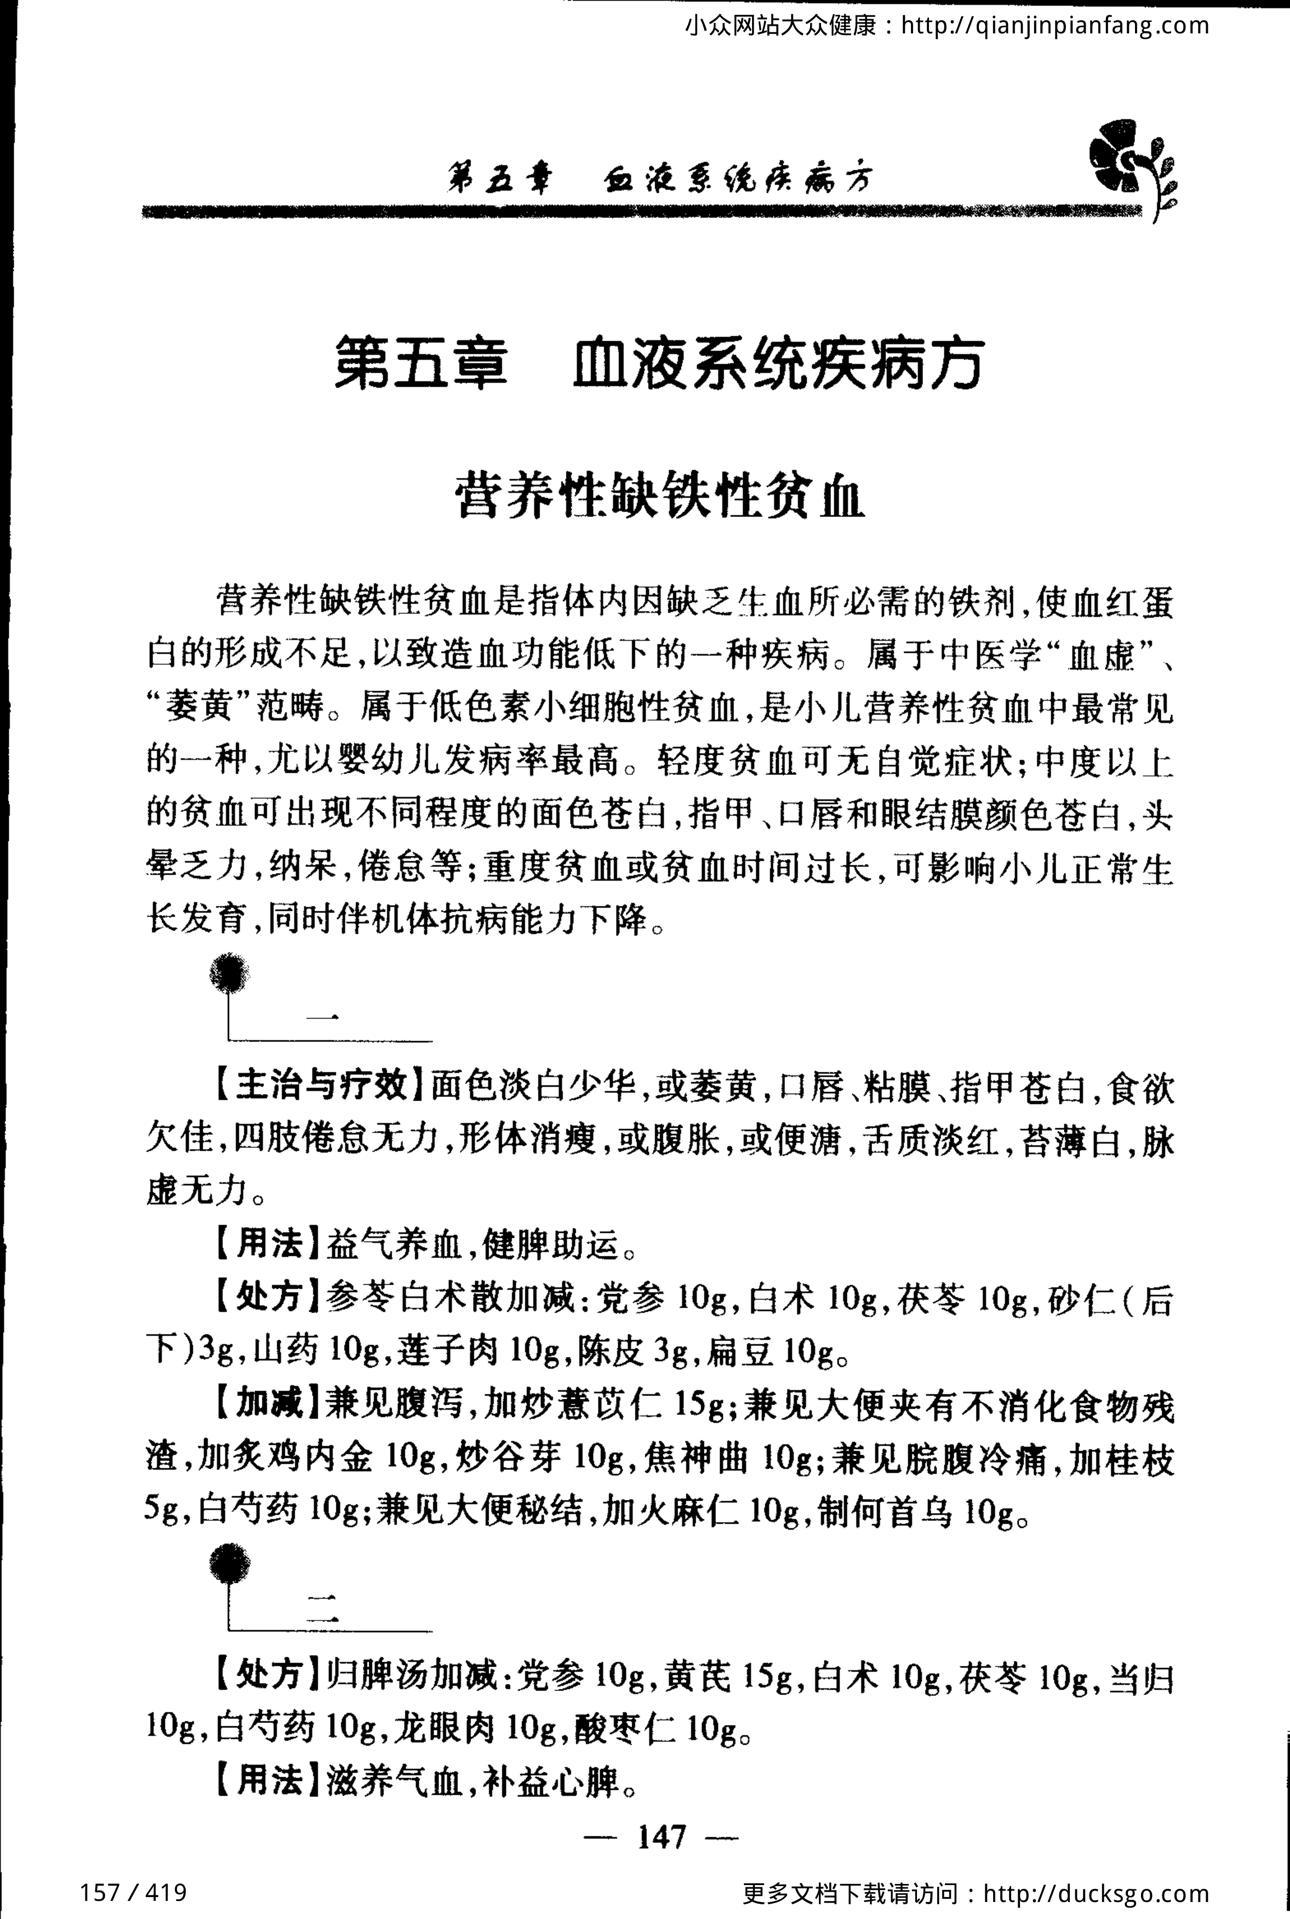 小众网站大众健康：http://qianjinpianfang.com
第五章 血液系统疾病方
第五章 血液系统疾病方
营养性缺铁性贫血
营养性缺铁性贫血是指体内因缺乏生血所必需的铁剂,使血红蛋
白的形成不足,以致造血功能低下的一种疾病。属于中医学“血虚”、
“萎黄”范畴。属于低色素小细胞性贫血,是小儿营养性贫血中最常见
的一种,尤以婴幼儿发病率最高。轻度贫血可无自觉症状;中度以上
的贫血可出现不同程度的面色苍白,指甲、口唇和眼结膜颜色苍白,头
晕乏力,纳呆,倦怠等;重度贫血或贫血时间过长,可影响小儿正常生
长发育,同时伴机体抗病能力下降。
一
【主治与疗效】面色淡白少华,或萎黄,口唇、粘膜、指甲苍白,食欲
欠佳,四肢倦怠无力,形体消瘦,或腹胀,或便溏,舌质淡红,苔薄白,脉
虚无力。
【用法】益气养血,健脾助运。
【处方】参苓白术散加减:党参 10g,白术 10g,茯苓 10g,砂仁(后
下)3g,山药 10g,莲子肉 10g,陈皮 3g,扁豆 10g。
【加减】兼见腹泻,加炒薏苡仁 15g;兼见大便夹有不消化食物残
渣,加炙鸡内金 10g,炒谷芽 10g,焦神曲 10g;兼见脘腹冷痛,加桂枝
5g,白芍药 10g;兼见大便秘结,加火麻仁 10g,制何首乌 10g。
二
【处方】归脾汤加减:党参 10g,黄芪 15g,白术 10g,茯苓 10g,当归
10g,白芍药 10g,龙眼肉 10g,酸枣仁 10g。
【用法】滋养气血,补益心脾。
— 147 —
157 / 419
更多文档下载请访问：http://ducksgo.com